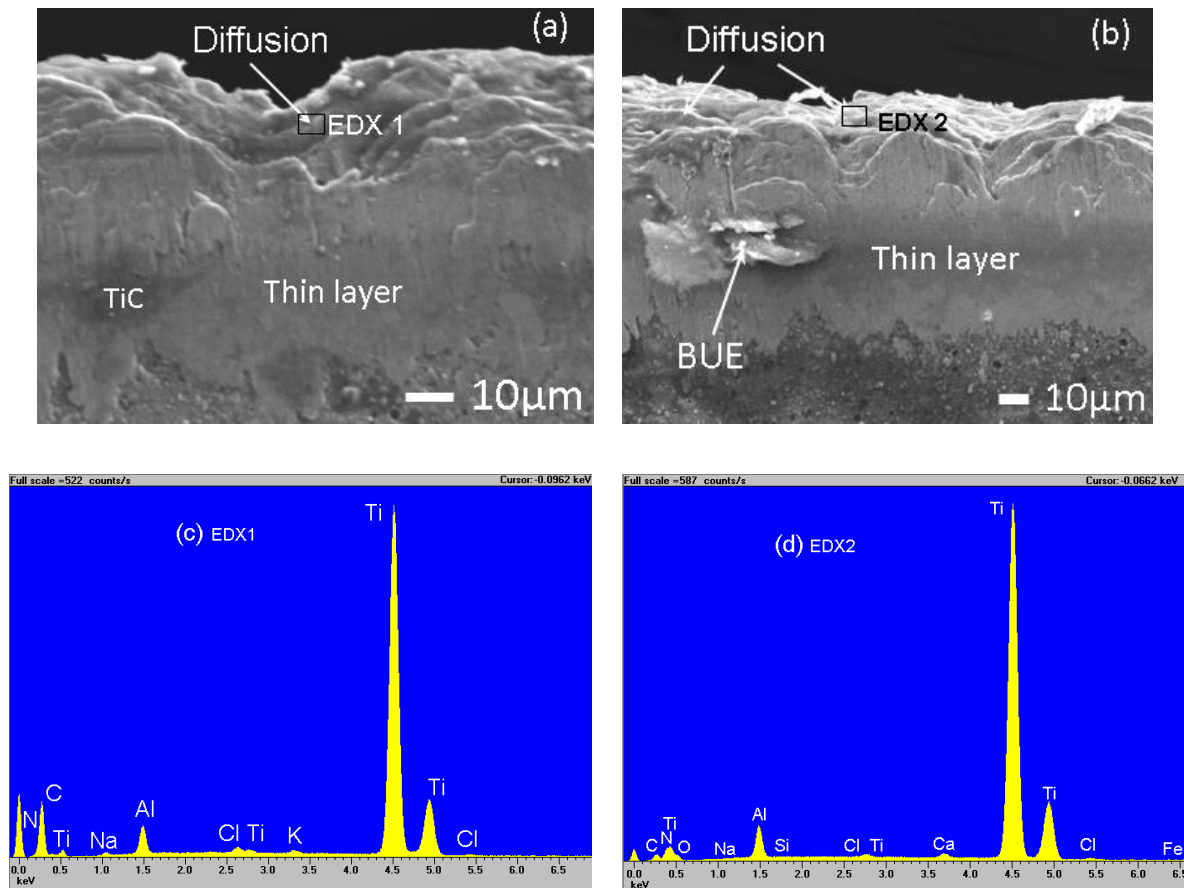 (a)
Diffusion
EDX 1
TiC
Thin layer
10µm
(b)
Diffusion
EDX 2
Thin layer
BUE
10µm
Full scale =522 counts/s Cursor: -0.0962 keV
(c) EDX1
Ti
N
C
Ti
Na
Al
Cl
Ti
K
Ti
Cl
0.0 0.5 1.0 1.5 2.0 2.5 3.0 3.5 4.0 4.5 5.0 5.5 6.0 6.5
keV
Full scale =587 counts/s Cursor: -0.0662 keV
(d) EDX2
Ti
C
N
Ti
O
Na
Al
Si
Cl
Ti
Ca
Ti
Cl
Fe
0.0 0.5 1.0 1.5 2.0 2.5 3.0 3.5 4.0 4.5 5.0 5.5 6.0 6.5
keV